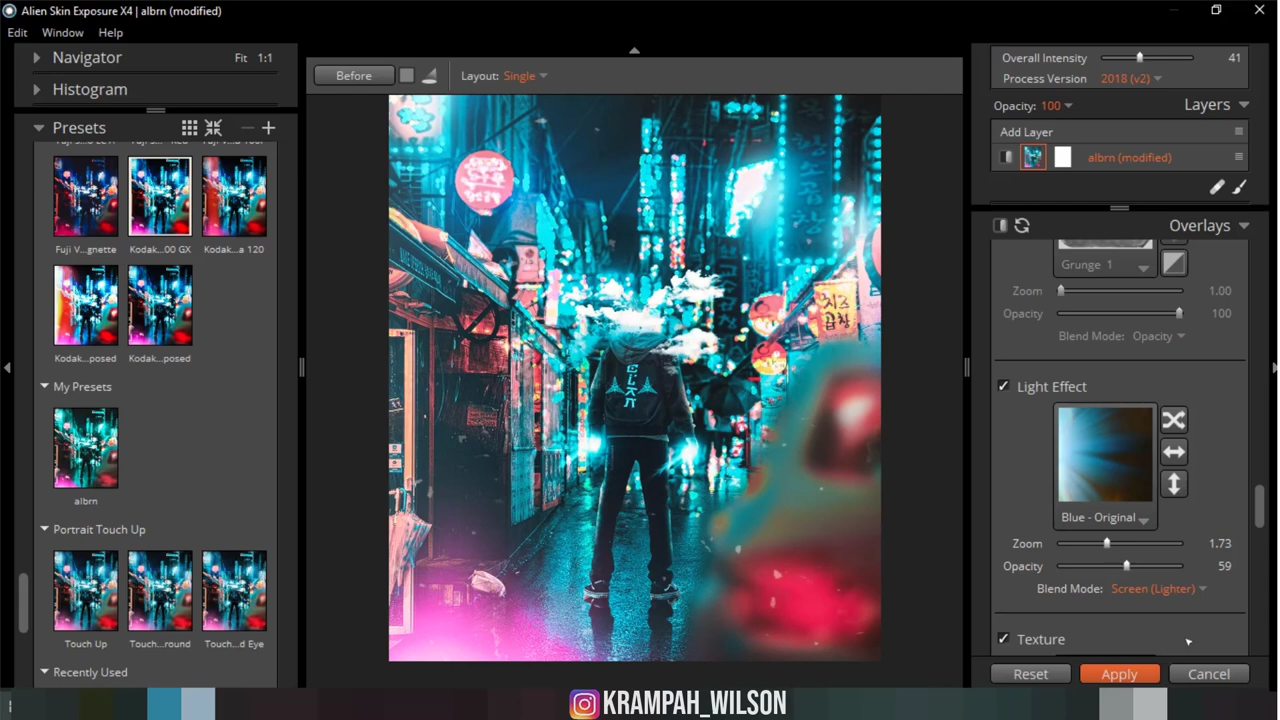 Alien Skin Exposure X4 | albrn (modified)
Edit Window Help
Navigator Fit 1:1
Histogram
Presets
Fuji V...gnette Kodak...00 GX Kodak...a 120
Kodak...posed Kodak...posed
My Presets
albrn
Portrait Touch Up
Touch Up Touch...round Touch...d Eye
Recently Used
Before Layout: Single
치즈
곱창
Overall Intensity 41
Process Version 2018 (v2)
Opacity: 100 Layers
Add Layer
albrn (modified)
Overlays
Grunge 1
Zoom 1.00
Opacity 100
Blend Mode: Opacity
Light Effect
Blue - Original
Zoom 1.73
Opacity 59
Blend Mode: Screen (Lighter)
Texture
Reset Apply Cancel
KRAMPAH_WILSON